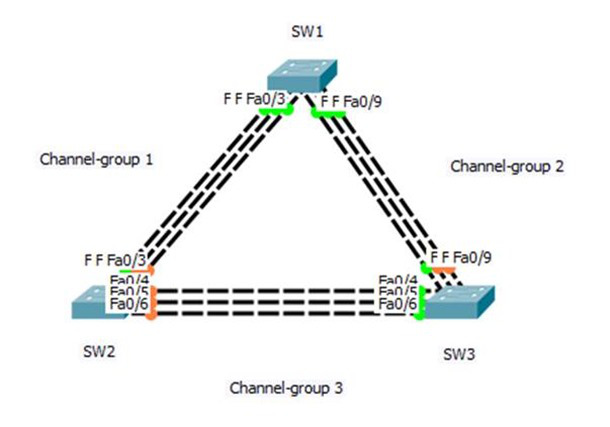 SW1
F F Fa0/3
F F Fa0/9
Channel-group 1
Channel-group 2
F F Fa0/3
F F Fa0/9
Fa0/4
Fa0/5
Fa0/6
Fa0/4
Fa0/5
Fa0/6
SW2
SW3
Channel-group 3